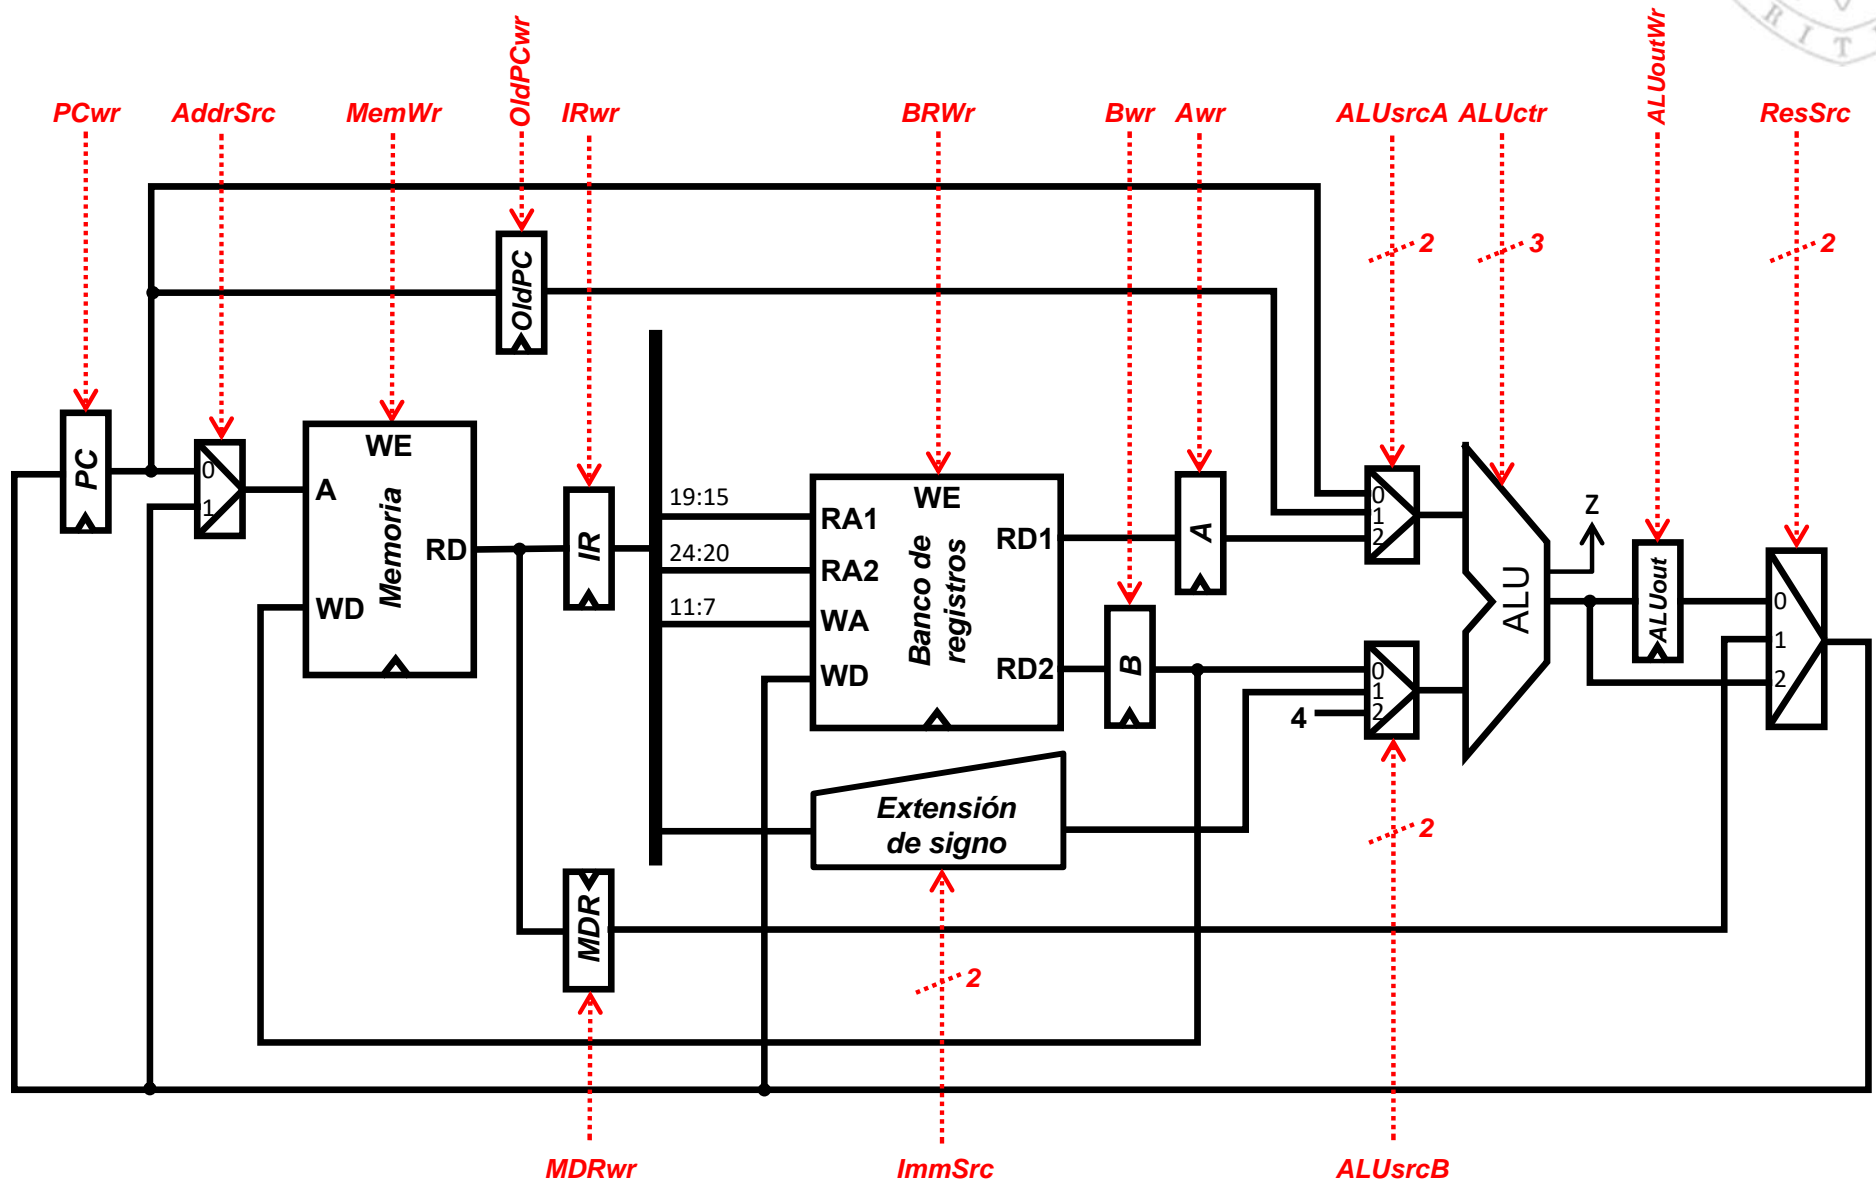 R I T
PCwr
AddrSrc
MemWr
OldPCwr
IRwr
BRWr
Bwr
Awr
ALUsrcA
ALUctr
ALUoutWr
ResSrc
2
3
2
OldPC
PC
0
1
WE
A
Memoria
RD
WD
IR
19:15
24:20
11:7
WE
RA1
RA2
WA
WD
Banco de
registros
RD1
RD2
A
B
0
1
2
0
1
2
4
ALU
Z
ALUout
0
1
2
Extensión
de signo
2
MDR
2
MDRwr
ImmSrc
ALUsrcB